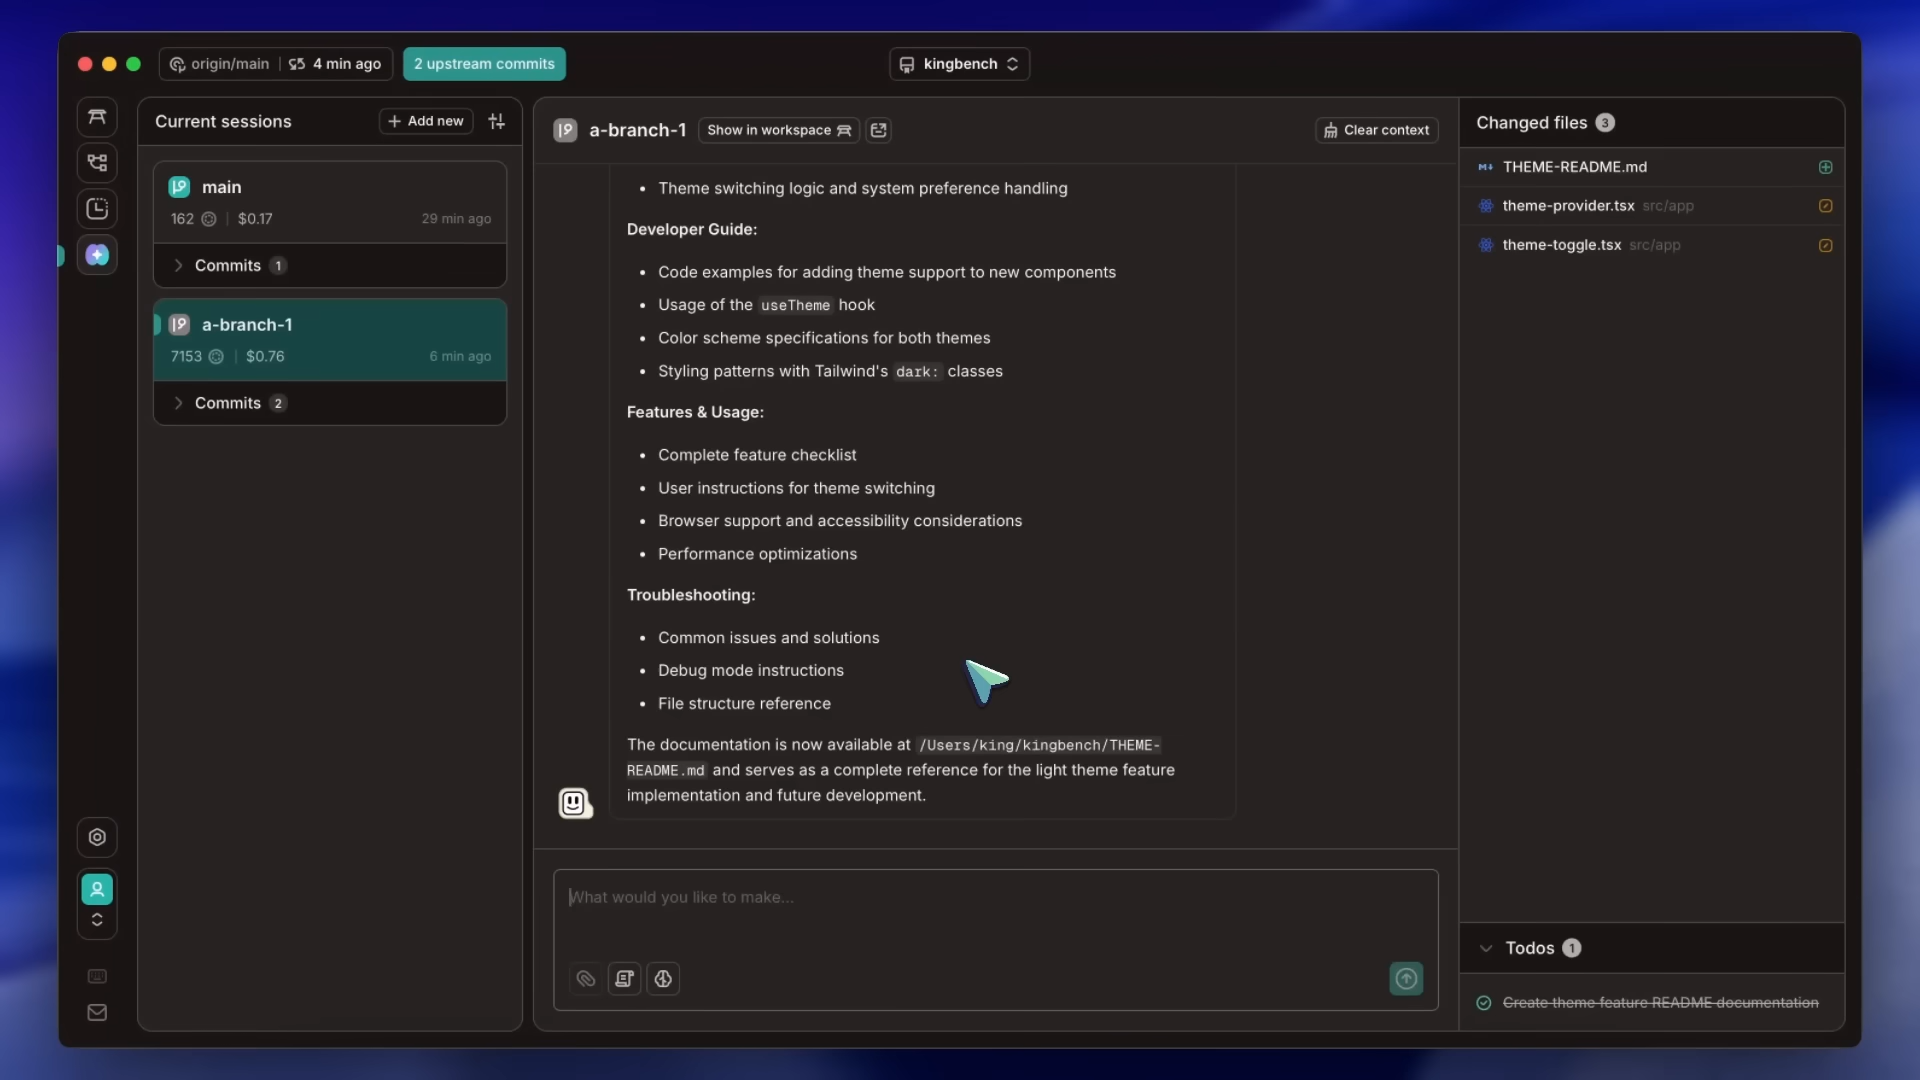 origin/main
4 min ago
2 upstream commits
kingbench
Current sessions
Add new
main
162
$0.17
29 min ago
Commits 1
a-branch-1
7153
$0.76
6 min ago
Commits 2
a-branch-1
Show in workspace
Clear context
• Theme switching logic and system preference handling
Developer Guide:
• Code examples for adding theme support to new components
• Usage of the useTheme hook
• Color scheme specifications for both themes
• Styling patterns with Tailwind's dark: classes
Features & Usage:
• Complete feature checklist
• User instructions for theme switching
• Browser support and accessibility considerations
• Performance optimizations
Troubleshooting:
• Common issues and solutions
• Debug mode instructions
• File structure reference
The documentation is now available at /Users/king/kingbench/THEME-
README.md and serves as a complete reference for the light theme feature
implementation and future development.
What would you like to make...
Changed files 3
THEME-README.md
theme-provider.tsx src/app
theme-toggle.tsx src/app
Todos 1
Create theme feature README documentation